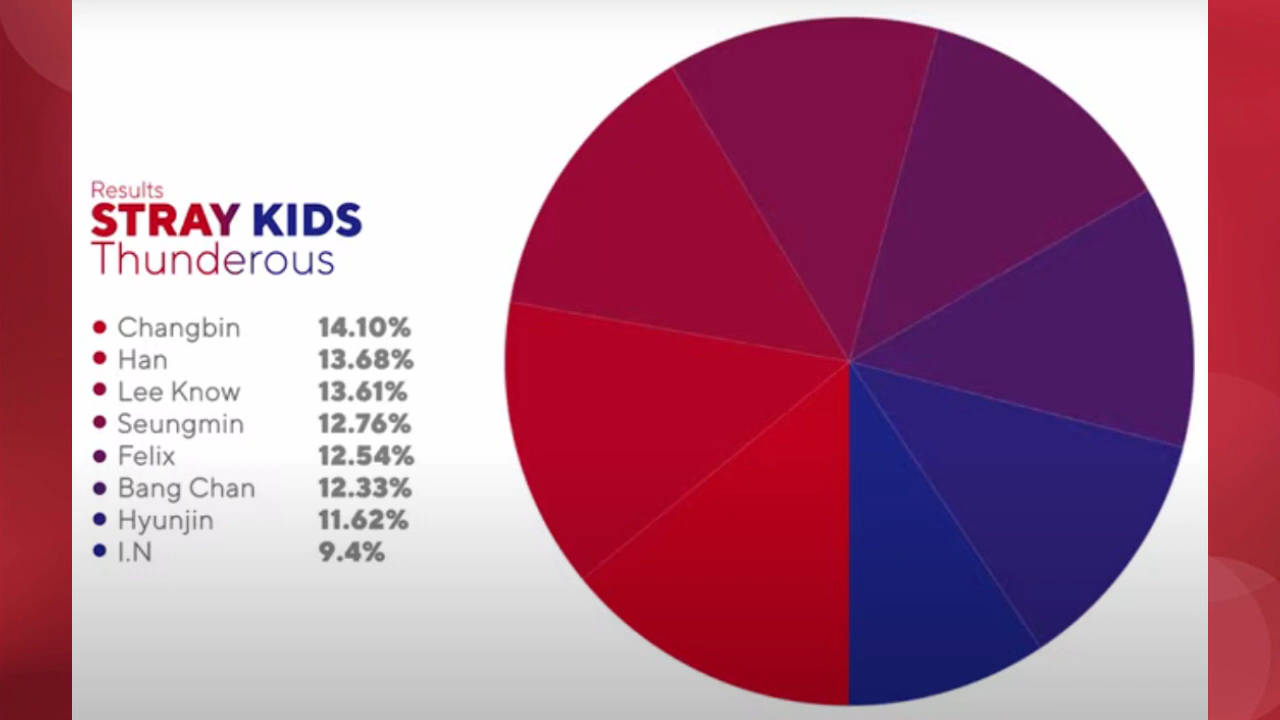 Results
STRAY KIDS
Thunderous
Changbin 14.10%
Han 13.68%
Lee Know 13.61%
Seungmin 12.76%
Felix 12.54%
Bang Chan 12.33%
Hyunjin 11.62%
I.N 9.4%